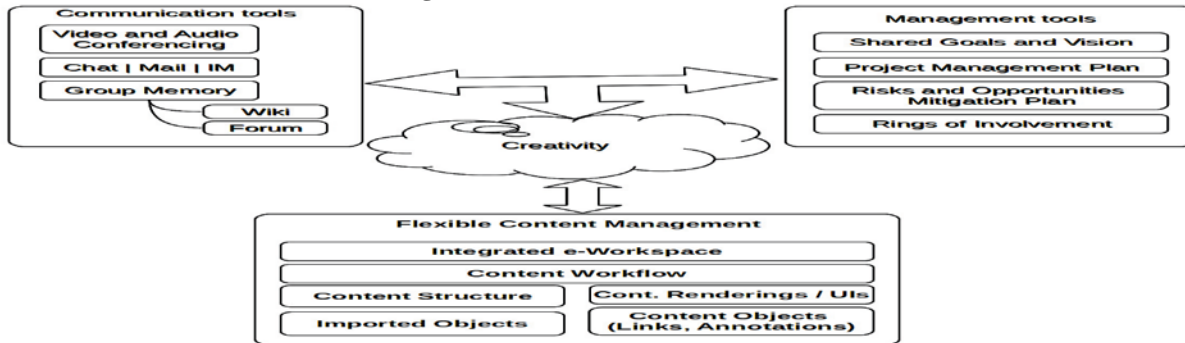 Communication tools
Video and Audio
Conferencing
Chat | Mail | IM
Group Memory
Wiki
Forum
Management tools
Shared Goals and Vision
Project Management Plan
Risks and Opportunities
Mitigation Plan
Rings of Involvement
Creativity
Flexible Content Management
Integrated e-Workspace
Content Workflow
Content Structure
Cont. Renderings / UIs
Imported Objects
Content Objects
(Links, Annotations)